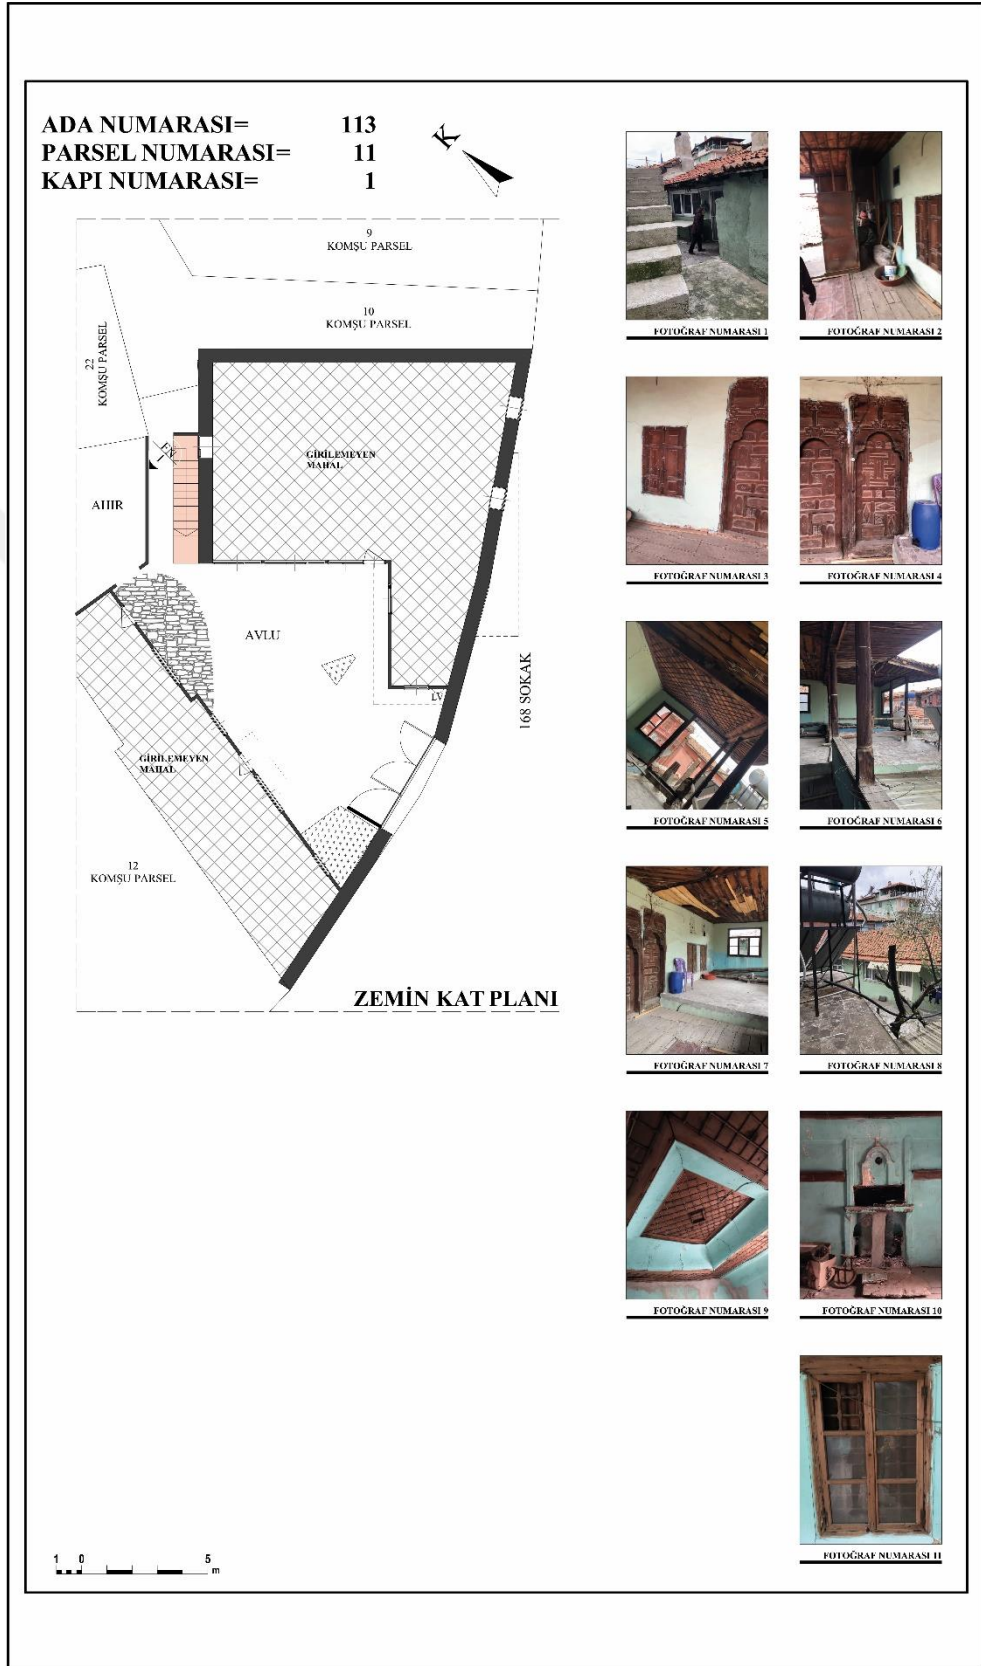 ADA NUMARASI= 113
PARSEL NUMARASI= 11
KAPI NUMARASI= 1
K
9
KOMŞU PARSEL
10
KOMŞU PARSEL
22
KOMŞU PARSEL
FN
1
GİRİLEMEYEN
MAHAL
AHIR
AVLU
LV
168 SOKAK
GİRİLEMEYEN
MAHAL
12
KOMŞU PARSEL
ZEMİN KAT PLANI
FOTOĞRAF NUMARASI 1
FOTOĞRAF NUMARASI 2
FOTOĞRAF NUMARASI 3
FOTOĞRAF NUMARASI 4
FOTOĞRAF NUMARASI 5
FOTOĞRAF NUMARASI 6
FOTOĞRAF NUMARASI 7
FOTOĞRAF NUMARASI 8
FOTOĞRAF NUMARASI 9
FOTOĞRAF NUMARASI 10
FOTOĞRAF NUMARASI 11
1 0 5
m